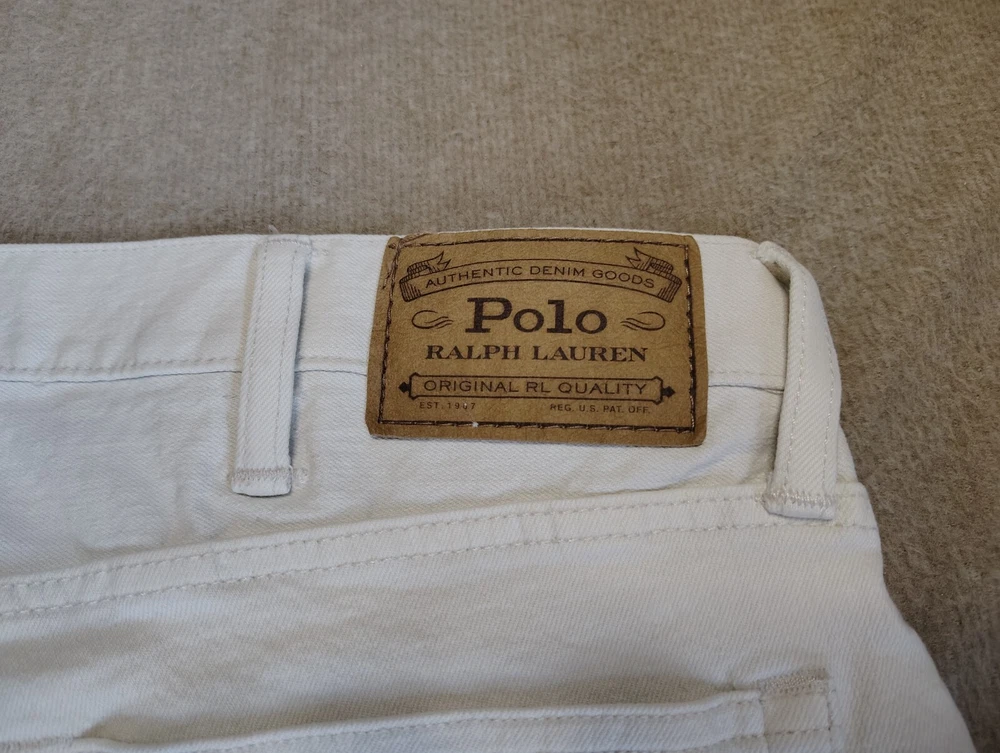 AUTHENTIC DENIM GOODS
Polo
RALPH LAUREN
ORIGINAL RL QUALITY
EST. 1967 REG. U.S. PAT. OFF.